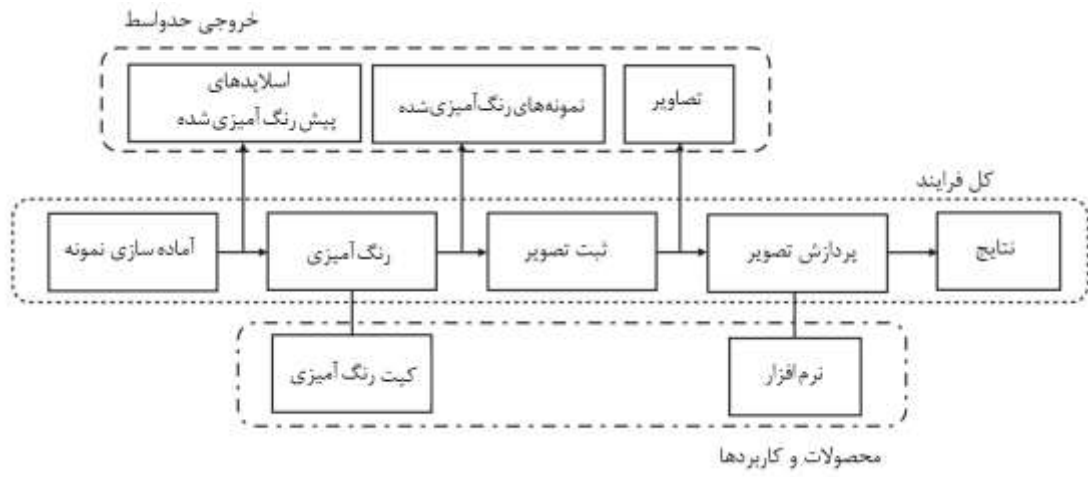 خروجی حدواسط
اسلایدهای
پیش رنگ‌آمیزی‌شده
نمونه‌های رنگ‌آمیزی‌شده
تصاویر
کل فرایند
آماده سازی نمونه
رنگ‌آمیزی
ثبت تصویر
پردازش تصویر
نتایج
کیت رنگ آمیزی
نرم‌افزار
محصولات و کاربردها